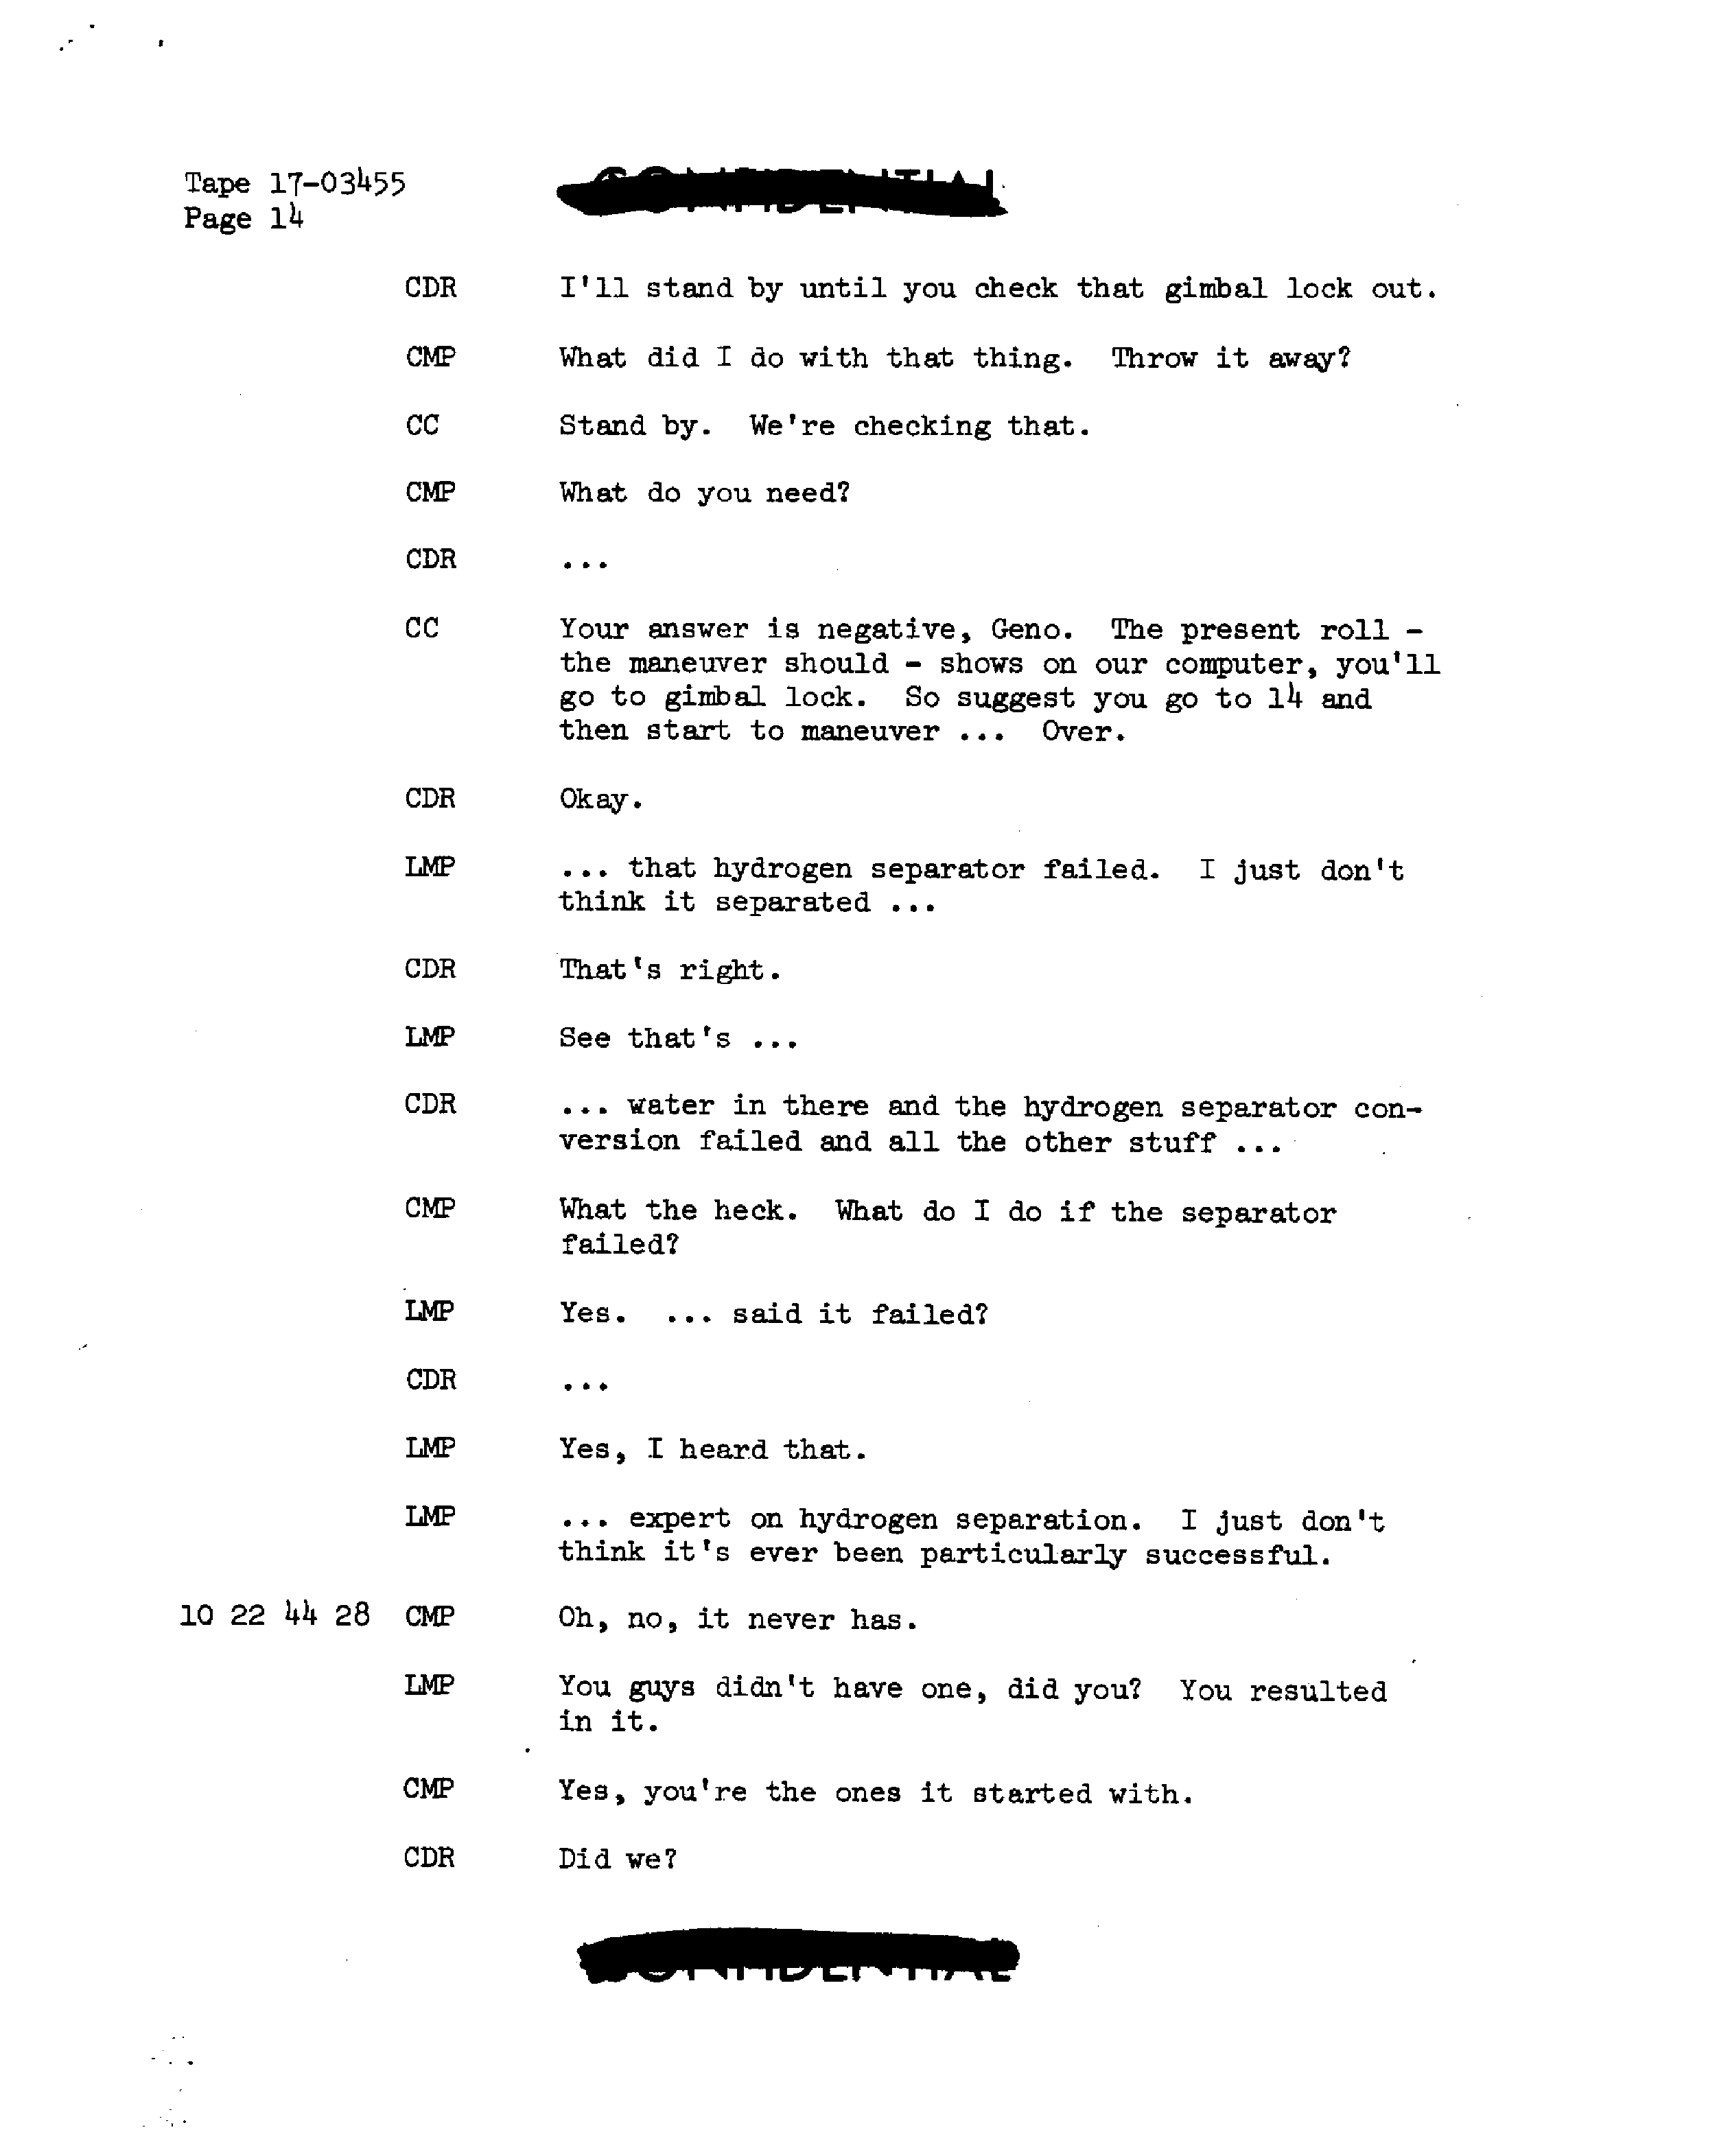 Tape 17-03455
Page 14
CONFIDENTIAL
CDR I'll stand by until you check that gimbal lock out.
CMP What did I do with that thing. Throw it away?
CC Stand by. We're checking that.
CMP What do you need?
CDR ...
CC Your answer is negative, Geno. The present roll -
the maneuver should - shows on our computer, you'll
go to gimbal lock. So suggest you go to 14 and
then start to maneuver ... Over.
CDR Okay.
LMP ... that hydrogen separator failed. I just don't
think it separated ...
CDR That's right.
LMP See that's ...
CDR ... water in there and the hydrogen separator con-
version failed and all the other stuff ...
CMP What the heck. What do I do if the separator
failed?
LMP Yes. ... said it failed?
CDR ...
LMP Yes, I heard that.
LMP ... expert on hydrogen separation. I just don't
think it's ever been particularly successful.
10 22 44 28 CMP Oh, no, it never has.
LMP You guys didn't have one, did you? You resulted
in it.
CMP Yes, you're the ones it started with.
CDR Did we?
CONFIDENTIAL